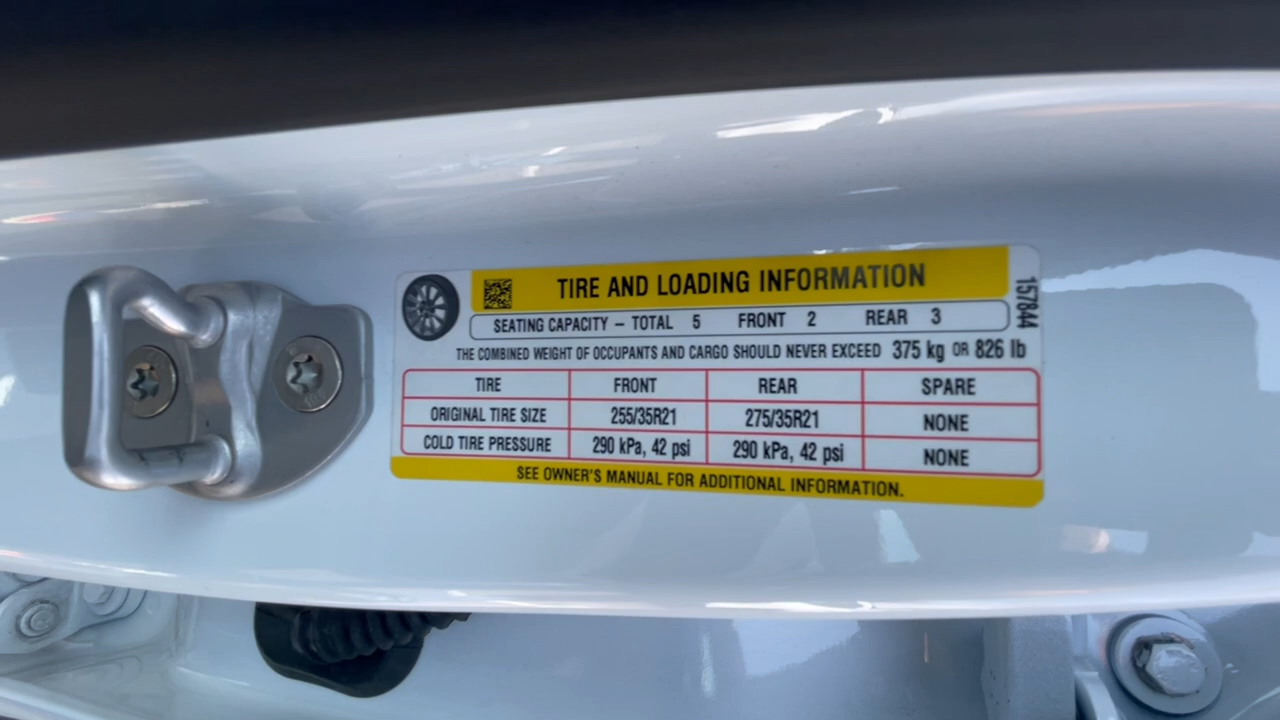 TIRE AND LOADING INFORMATION
SEATING CAPACITY – TOTAL 5 FRONT 2 REAR 3
157844
THE COMBINED WEIGHT OF OCCUPANTS AND CARGO SHOULD NEVER EXCEED 375 kg OR 826 lb
TIRE FRONT REAR SPARE
ORIGINAL TIRE SIZE 255/35R21 275/35R21 NONE
COLD TIRE PRESSURE 290 kPa, 42 psi 290 kPa, 42 psi NONE
SEE OWNER'S MANUAL FOR ADDITIONAL INFORMATION.